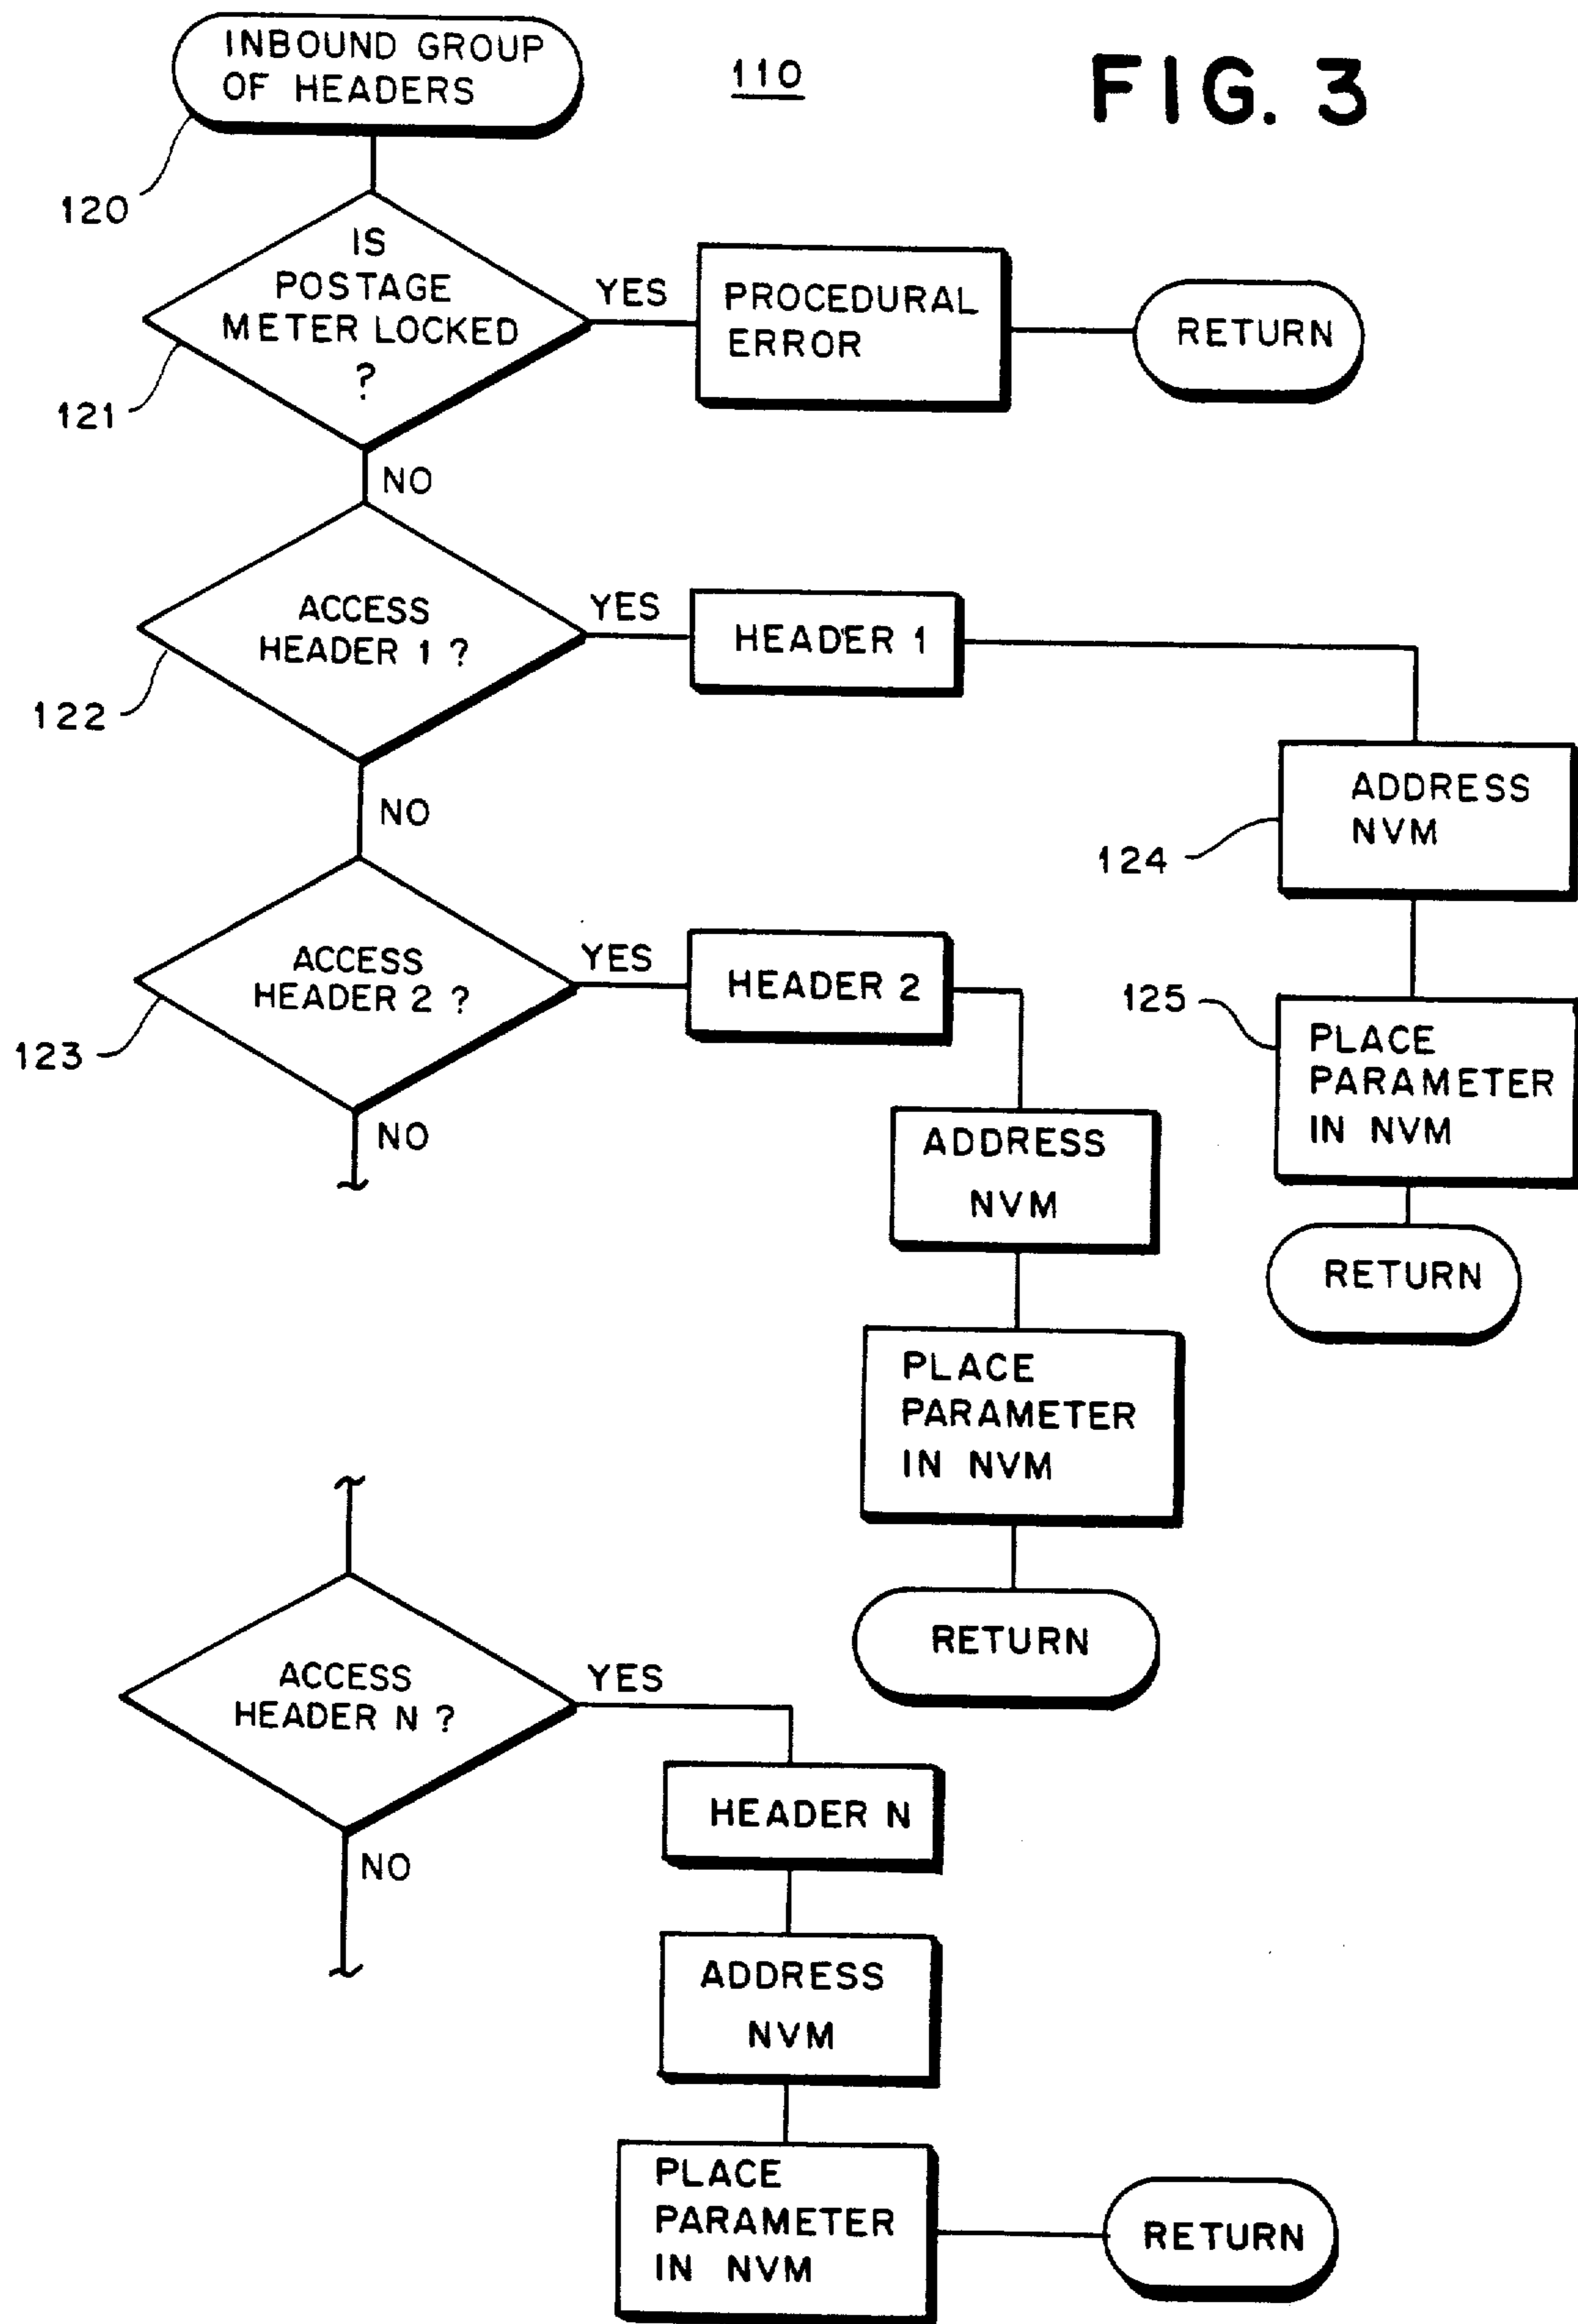 INBOUND GROUP
OF HEADERS
110
FIG. 3
120
IS
POSTAGE
METER LOCKED
?
YES
PROCEDURAL
ERROR
RETURN
121
NO
ACCESS
HEADER 1 ?
YES
HEADER 1
122
NO
ADDRESS
NVM
124
ACCESS
HEADER 2 ?
YES
HEADER 2
123
NO
125
PLACE
PARAMETER
IN NVM
RETURN
ADDRESS
NVM
PLACE
PARAMETER
IN NVM
RETURN
ACCESS
HEADER N ?
YES
HEADER N
NO
ADDRESS
NVM
PLACE
PARAMETER
IN NVM
RETURN